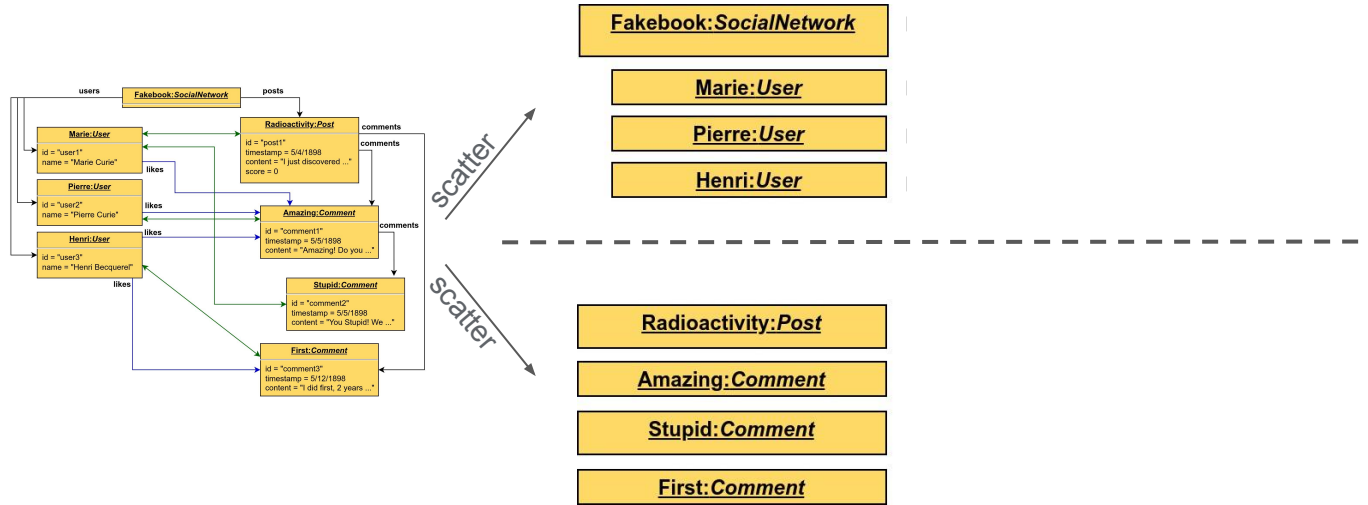 users
Fakebook:SocialNetwork
posts
Marie:User
id = "user1"
name = "Marie Curie"
Radioactivity:Post
id = "post1"
timestamp = 5/4/1898
content = "I just discovered ..."
score = 0
comments
comments
likes
Pierre:User
id = "user2"
name = "Pierre Curie"
likes
Amazing:Comment
id = "comment1"
timestamp = 5/5/1898
content = "Amazing! Do you ..."
comments
likes
Henri:User
id = "user3"
name = "Henri Becquerel"
likes
Stupid:Comment
id = "comment2"
timestamp = 5/5/1898
content = "You Stupid! We ..."
First:Comment
id = "comment3"
timestamp = 5/12/1898
content = "I did first, 2 years ..."
scatter
scatter
Fakebook:SocialNetwork
Marie:User
Pierre:User
Henri:User
Radioactivity:Post
Amazing:Comment
Stupid:Comment
First:Comment